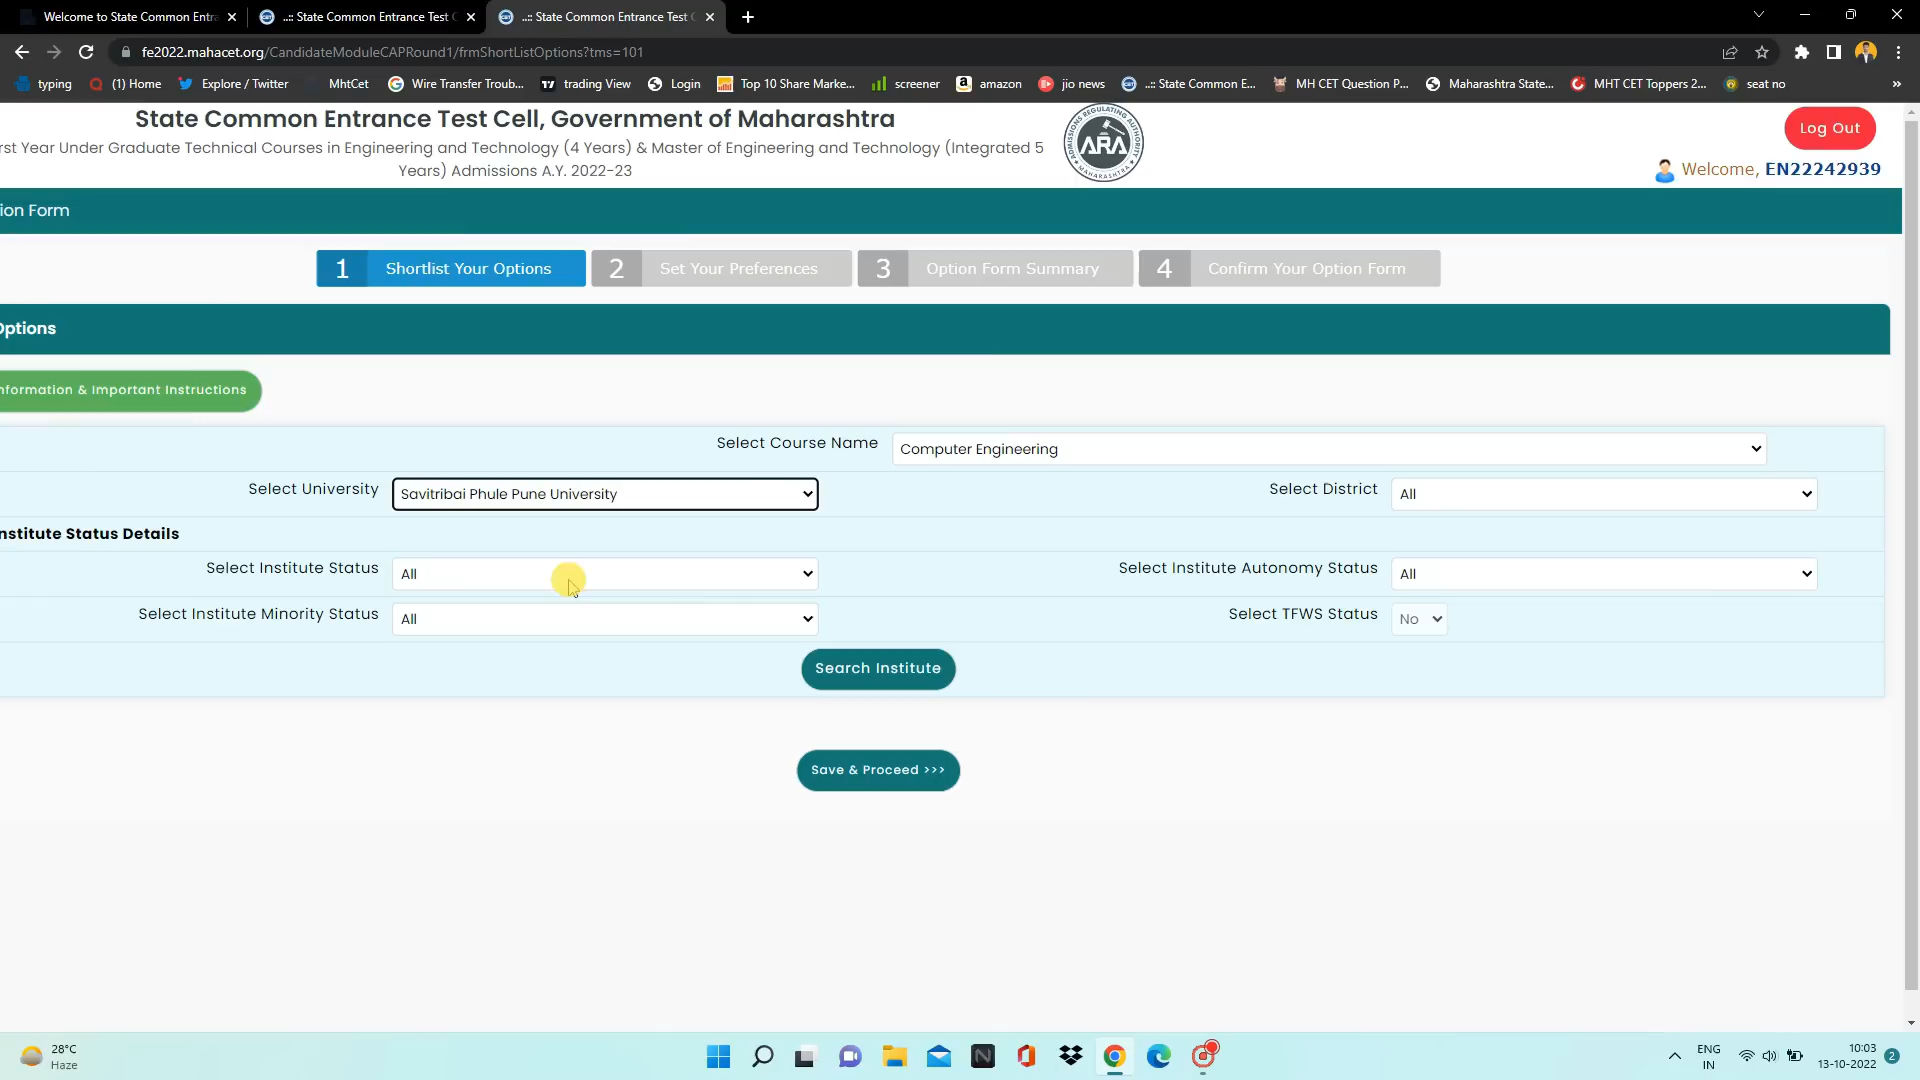 Welcome to State Common Entra
..:: State Common Entrance Test C
..:: State Common Entrance Test C
fe2022.mahacet.org/CandidateModuleCAPRound1/frmShortListOptions?tms=101
typing
(1) Home
Explore / Twitter
MhtCet
Wire Transfer Troub...
trading View
Login
Top 10 Share Marke...
screener
amazon
jio news
..:: State Common E...
MH CET Question P...
Maharashtra State...
MHT CET Toppers 2...
seat no
»
State Common Entrance Test Cell, Government of Maharashtra
rst Year Under Graduate Technical Courses in Engineering and Technology (4 Years) & Master of Engineering and Technology (Integrated 5
Years) Admissions A.Y. 2022-23
ADMISSIONS REGULATING AUTHORITY
ARA
MAHARASHTRA
Log Out
Welcome, EN22242939
ion Form
1 Shortlist Your Options
2 Set Your Preferences
3 Option Form Summary
4 Confirm Your Option Form
Options
nformation & Important Instructions
Select Course Name
Computer Engineering
Select University
Savitribai Phule Pune University
Select District
All
nstitute Status Details
Select Institute Status
All
Select Institute Autonomy Status
All
Select Institute Minority Status
All
Select TFWS Status
No
Search Institute
Save & Proceed >>>
28°C
Haze
ENG
IN
10:03
13-10-2022
2